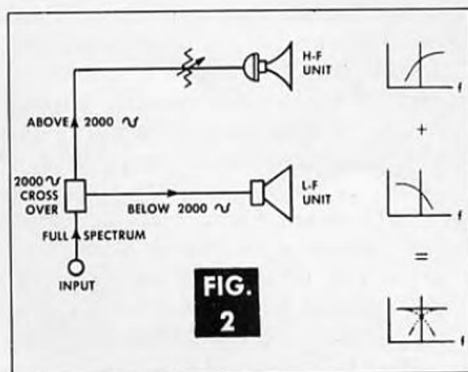 H-F
UNIT
f
ABOVE 2000 ∿
+
2000∿
CROSS
OVER
BELOW 2000 ∿
L-F
UNIT
f
FULL SPECTRUM
=
INPUT
FIG.
2
f